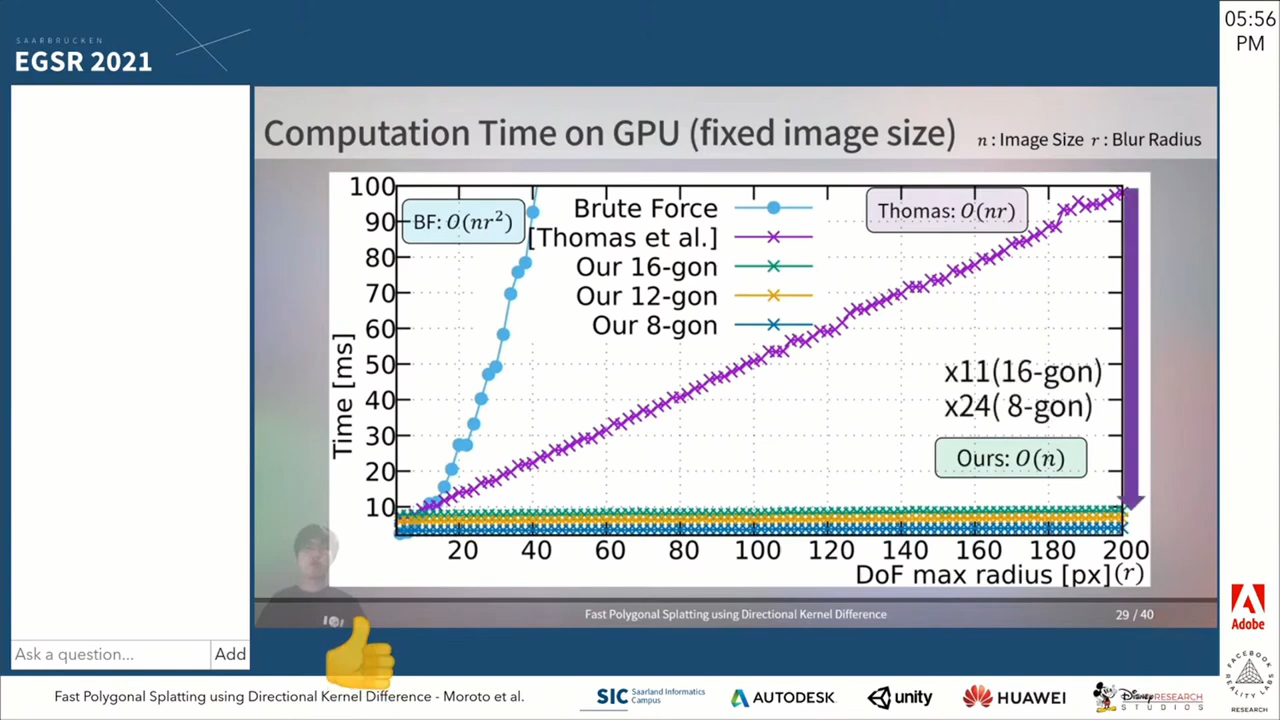 SAARBRÜCKEN
EGSR 2021
05:56
PM
Computation Time on GPU (fixed image size)
n : Image Size r : Blur Radius
100
90
80
70
60
50
40
30
20
10
Time [ms]
BF: O(nr²)
Brute Force
[Thomas et al.]
Our 16-gon
Our 12-gon
Our 8-gon
Thomas: O(nr)
x11(16-gon)
x24( 8-gon)
Ours: O(n)
20 40 60 80 100 120 140 160 180 200
DoF max radius [px](r)
Fast Polygonal Splatting using Directional Kernel Difference
29 / 40
Ask a question...
Add
Adobe
FACEBOOK
REALITY LABS
RESEARCH
Fast Polygonal Splatting using Directional Kernel Difference - Moroto et al.
SIC Saarland Informatics
Campus
AUTODESK
unity
HUAWEI
Disney RESEARCH
STUDIOS